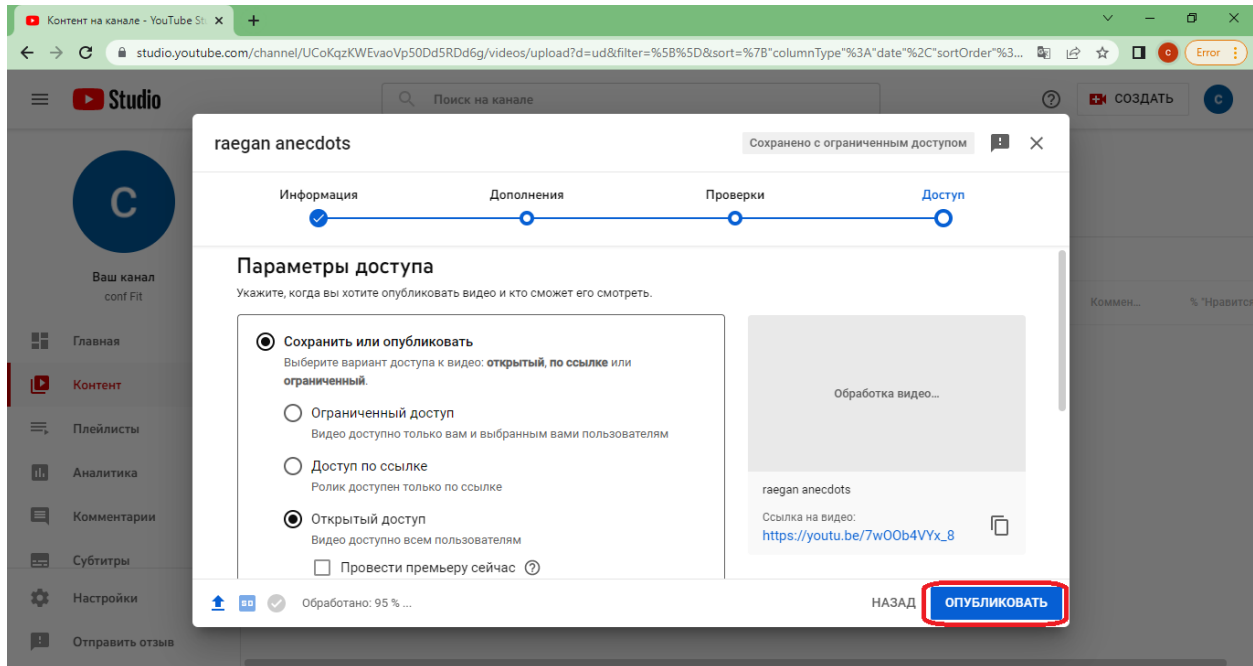 Контент на канале - YouTube St
studio.youtube.com/channel/UCoKqzKWEvaoVp50Dd5RDd6g/videos/upload?d=ud&filter=%5B%5D&sort=%7B"columnType"%3A"date"%2C"sortOrder"%3...
C
Error
Studio
Поиск на канале
СОЗДАТЬ
C
raegan anecdots
Сохранено с ограниченным доступом
Информация
Дополнения
Проверки
Доступ
C
Ваш канал
conf Fit
Главная
Контент
Плейлисты
Аналитика
Комментарии
Субтитры
Настройки
Отправить отзыв
Коммен...
% "Нравится
Параметры доступа
Укажите, когда вы хотите опубликовать видео и кто сможет его смотреть.
Сохранить или опубликовать
Выберите вариант доступа к видео: открытый, по ссылке или
ограниченный.
Ограниченный доступ
Видео доступно только вам и выбранным вами пользователям
Доступ по ссылке
Ролик доступен только по ссылке
Открытый доступ
Видео доступно всем пользователям
Провести премьеру сейчас
Обработка видео...
raegan anecdots
Ссылка на видео:
https://youtu.be/7wOOb4VYx_8
SD
Обработано: 95 % ...
НАЗАД
ОПУБЛИКОВАТЬ